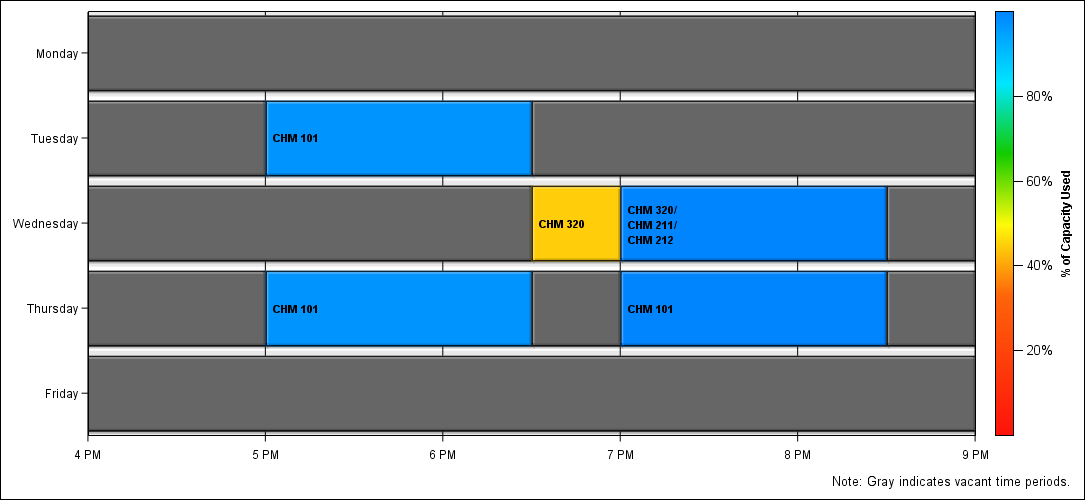 Monday
Tuesday
CHM 101
Wednesday
CHM 320
CHM 320/
CHM 211/
CHM 212
Thursday
CHM 101
CHM 101
Friday
4 PM
5 PM
6 PM
7 PM
8 PM
9 PM
80%
60%
40%
20%
% of Capacity Used
Note: Gray indicates vacant time periods.